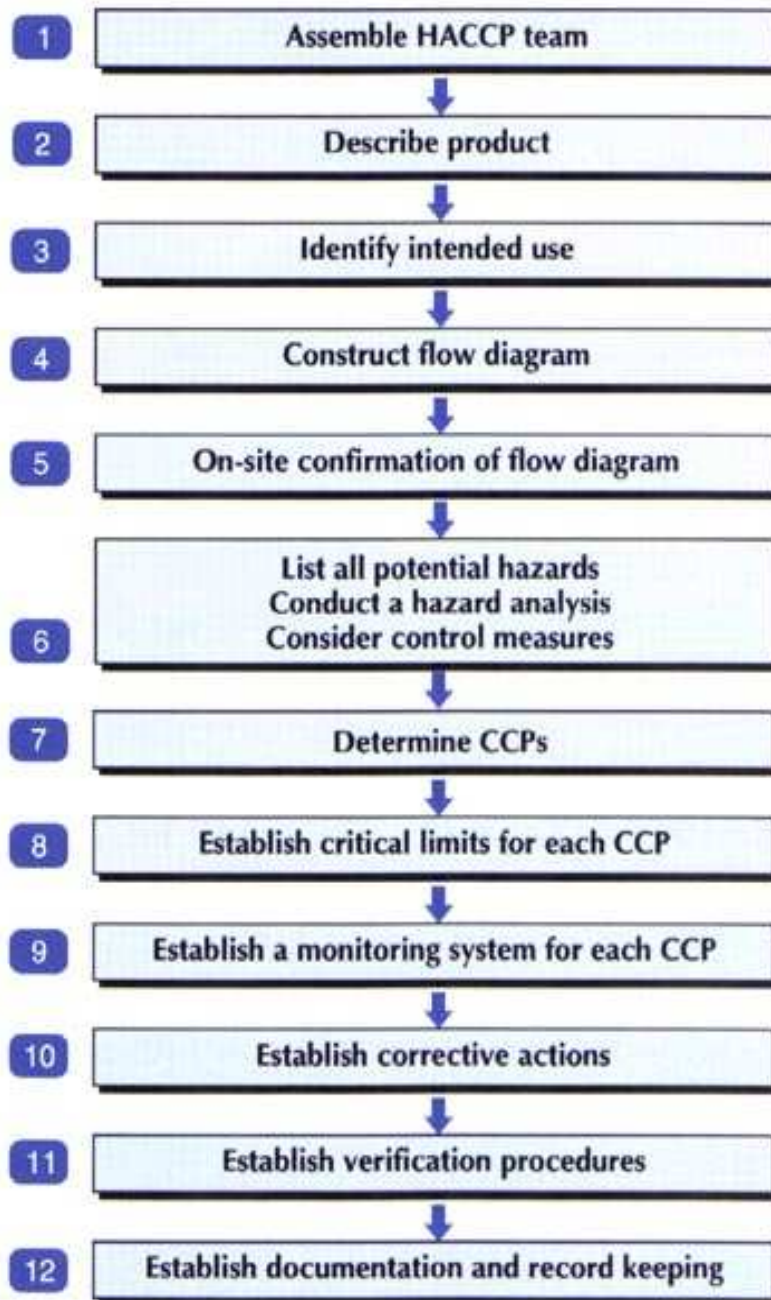 1
Assemble HACCP team
2
Describe product
3
Identify intended use
4
Construct flow diagram
5
On-site confirmation of flow diagram
6
List all potential hazards
Conduct a hazard analysis
Consider control measures
7
Determine CCPs
8
Establish critical limits for each CCP
9
Establish a monitoring system for each CCP
10
Establish corrective actions
11
Establish verification procedures
12
Establish documentation and record keeping